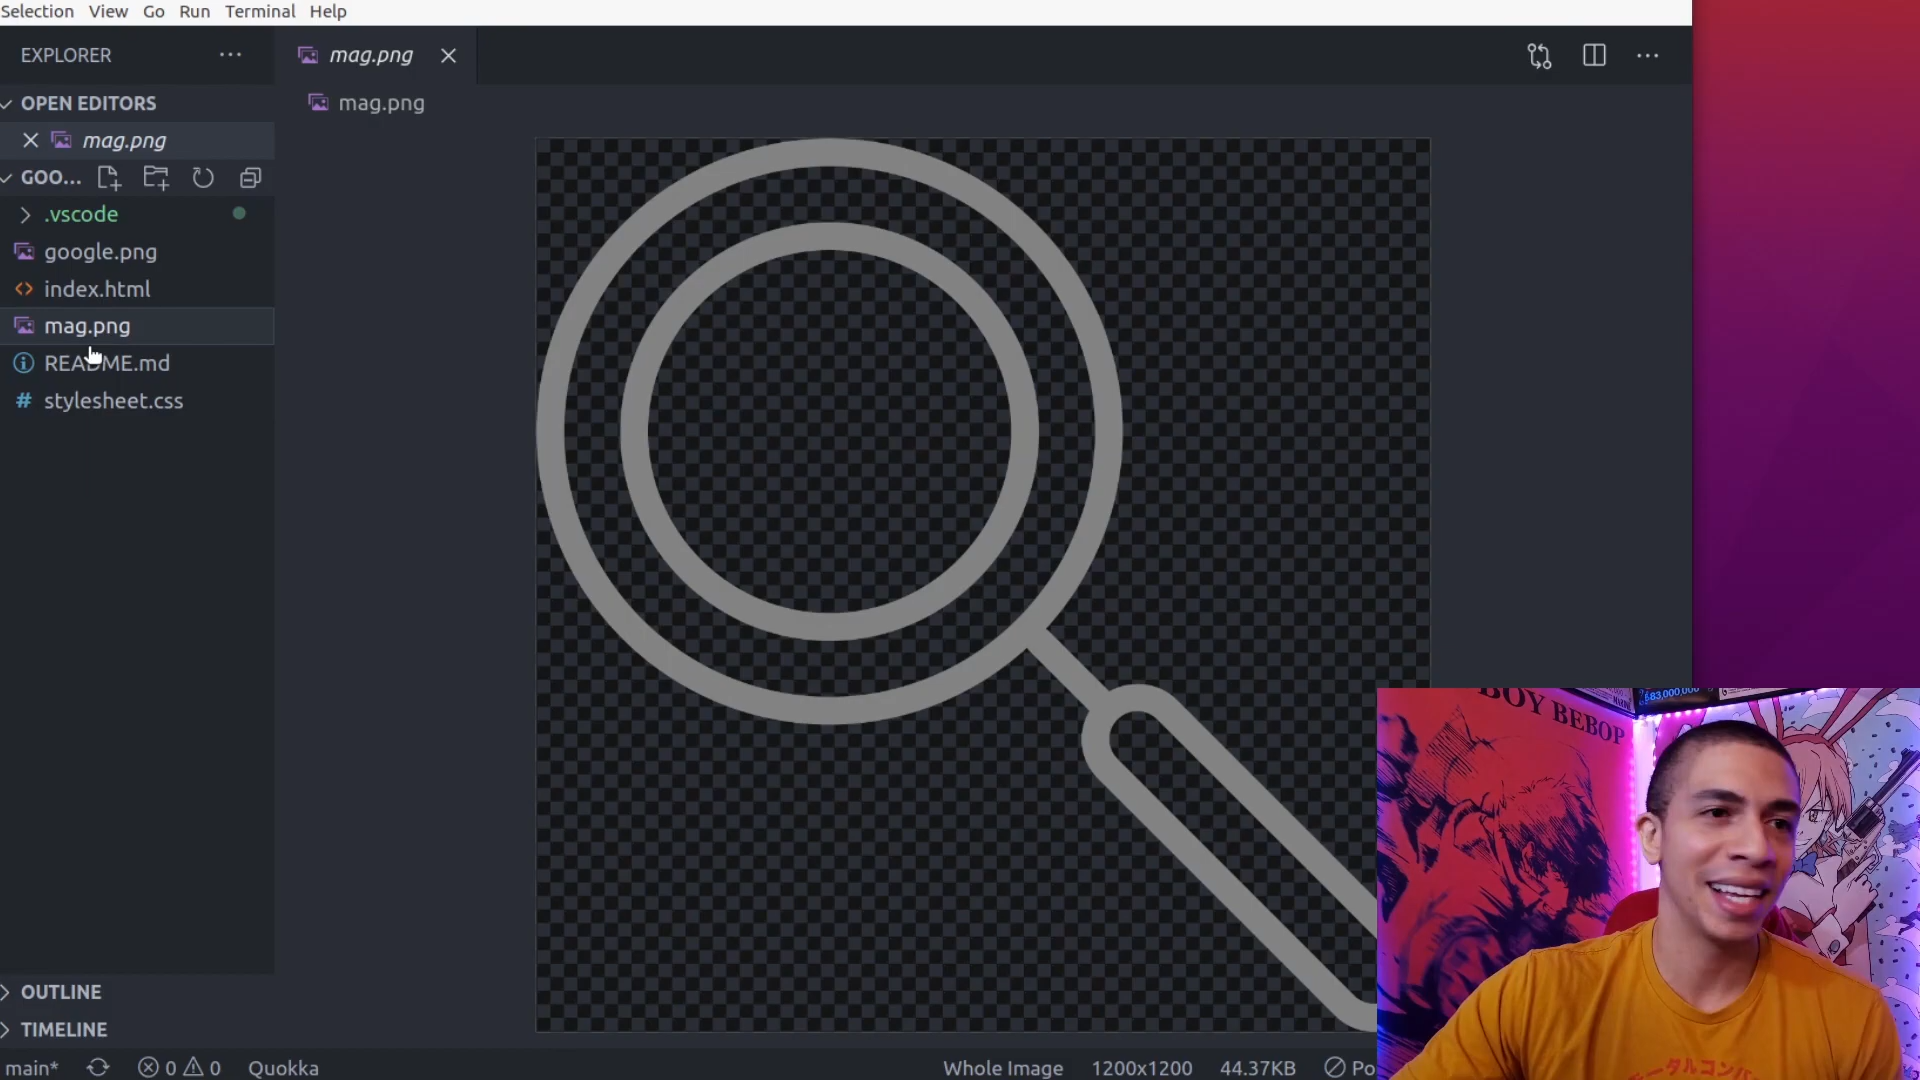 Selection View Go Run Terminal Help
EXPLORER
mag.png
OPEN EDITORS
mag.png
mag.png
GOO...
.vscode
google.png
index.html
mag.png
README.md
stylesheet.css
OUTLINE
TIMELINE
main* 0 0 Quokka
Whole Image 1200x1200 44.37KB Po
BOY BEBOP